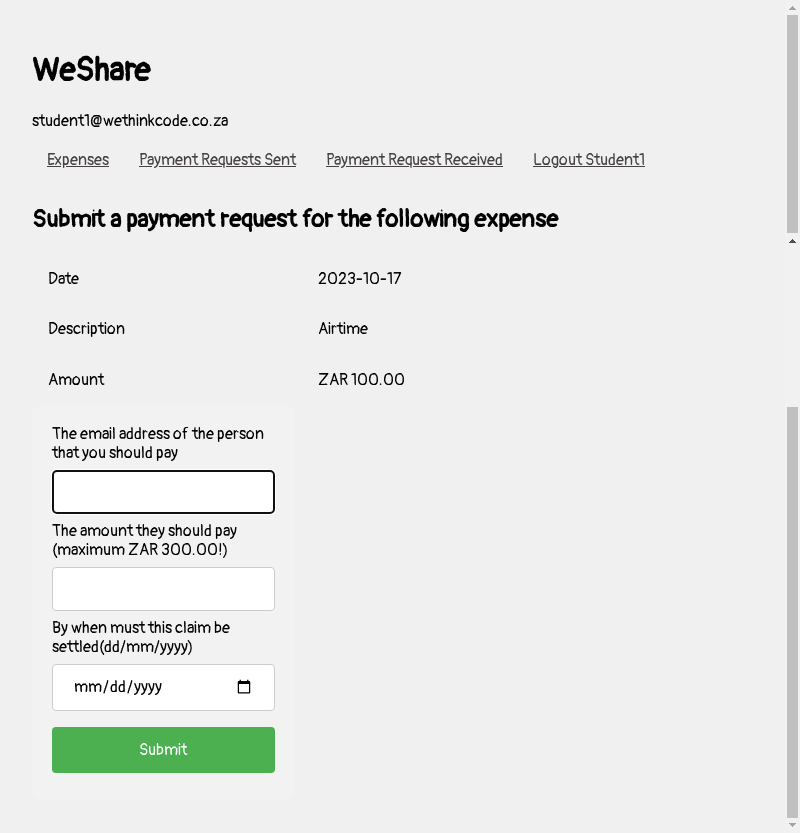 WeShare
student1@wethinkcode.co.za
Expenses Payment Requests Sent Payment Request Received Logout Student1
Submit a payment request for the following expense
Date 2023-10-17
Description Airtime
Amount ZAR 100.00
The email address of the person
that you should pay
The amount they should pay
(maximum ZAR 300.00!)
By when must this claim be
settled(dd/mm/yyyy)
mm/dd/yyyy
Submit